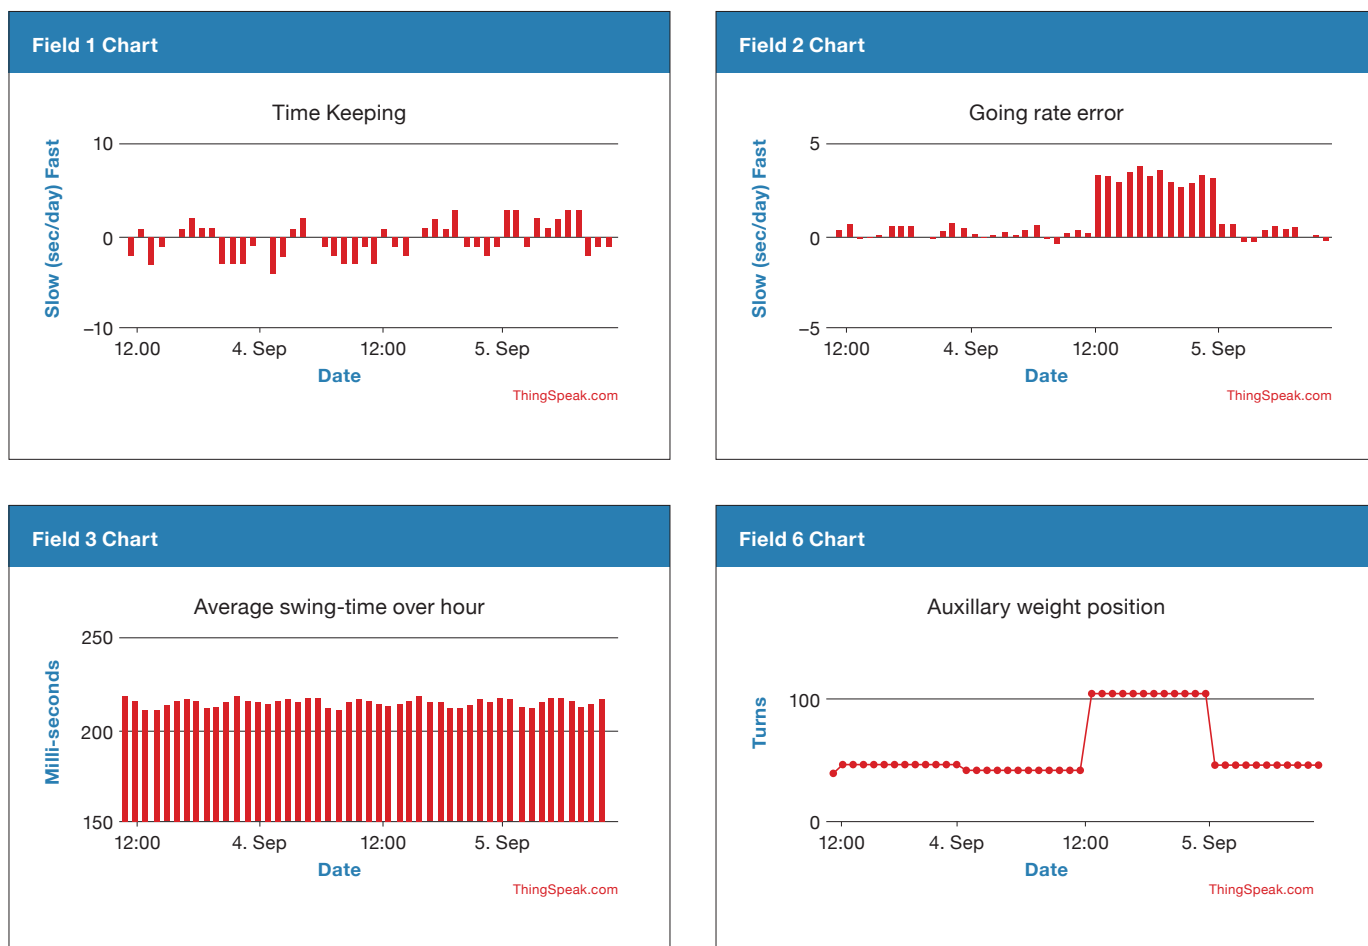 Field 1 Chart
Time Keeping
Slow (sec/day) Fast
10
0
–10
12.00
4. Sep
12:00
5. Sep
Date
ThingSpeak.com
Field 2 Chart
Going rate error
Slow (sec/day) Fast
5
0
–5
12:00
4. Sep
12:00
5. Sep
Date
ThingSpeak.com
Field 3 Chart
Average swing-time over hour
Milli-seconds
250
200
150
12:00
4. Sep
12:00
5. Sep
Date
ThingSpeak.com
Field 6 Chart
Auxillary weight position
Turns
100
0
12:00
4. Sep
12:00
5. Sep
Date
ThingSpeak.com